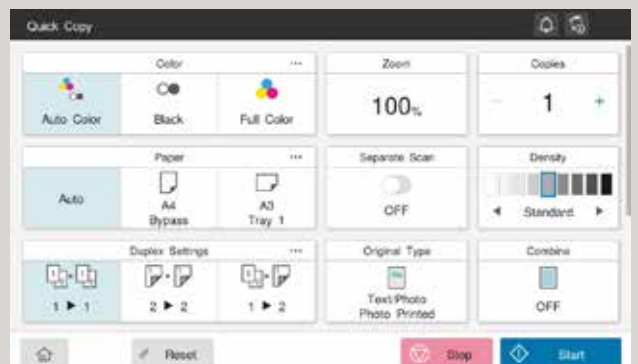 Quick Copy
Color ...
Zoom
Copies
Auto Color
Black
Full Color
100%
- 1 +
Paper ...
Separate Scan
Density
Auto
A4
Bypass
A3
Tray 1
OFF
◄ Standard ►
Duplex Settings ...
Original Type
Combine
1 ► 1
2 ► 2
1 ► 2
Text/Photo
Photo Printed
OFF
Reset
Stop
Start